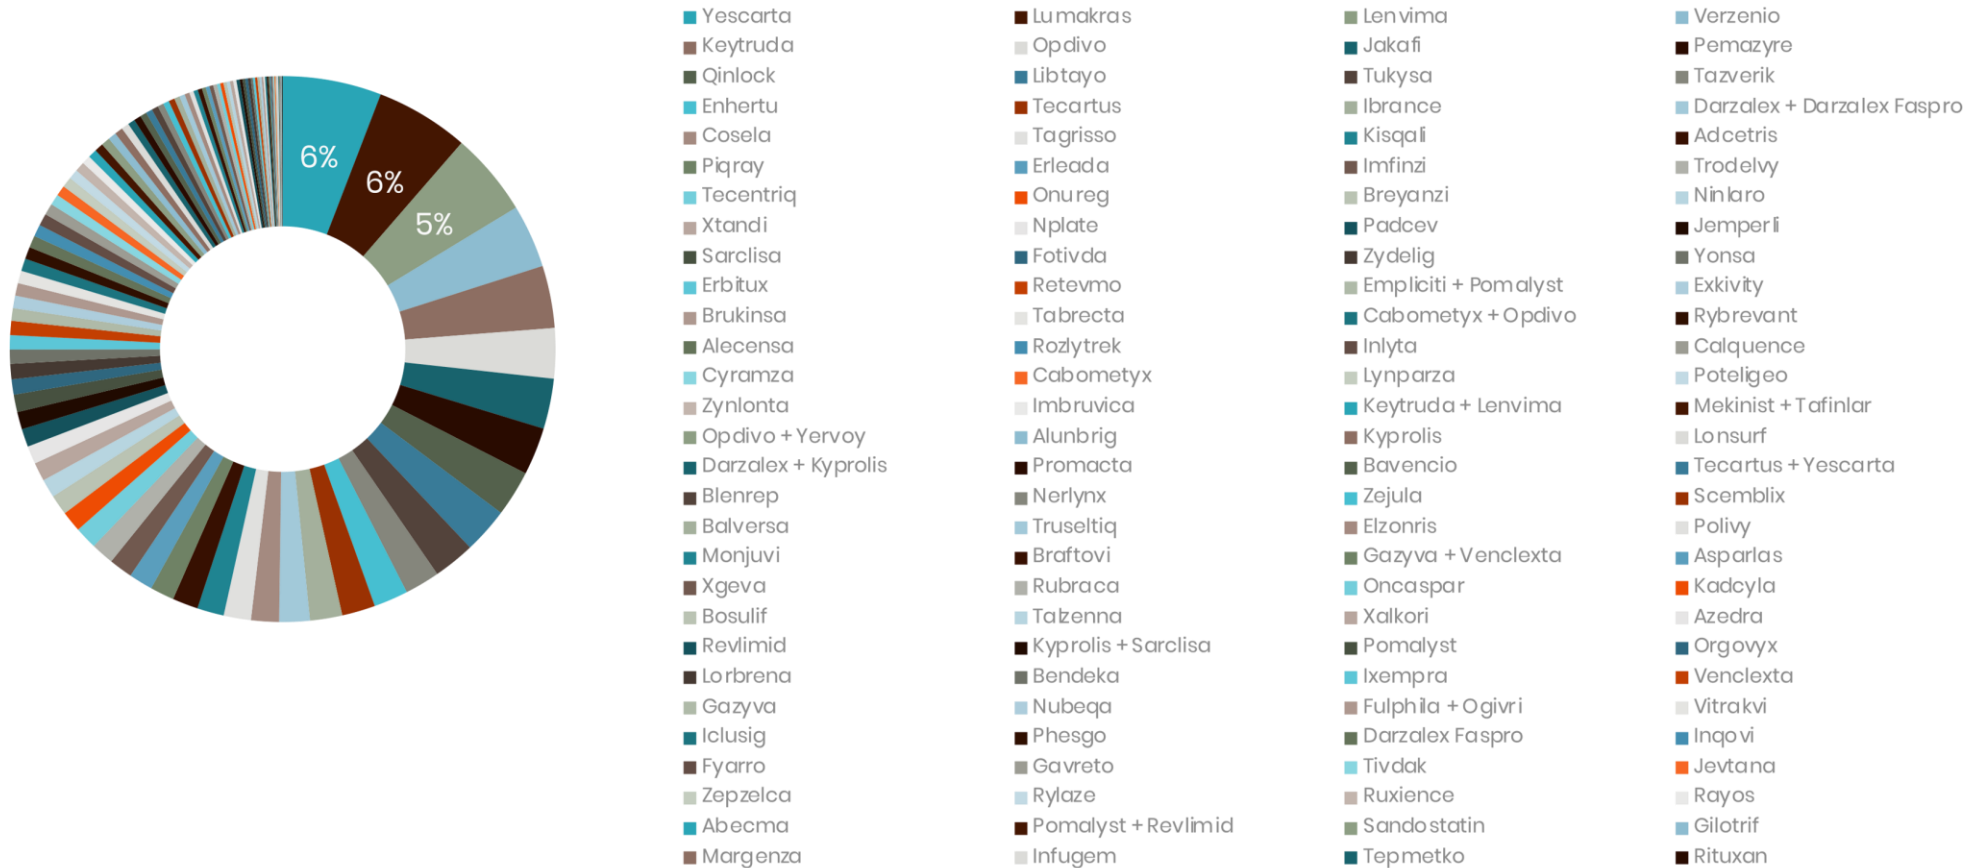 6%
6%
5%
Yescarta Lumakras Lenvima Verzenio
Keytruda Opdivo Jakafi Pemazyre
Qinlock Libtayo Tukysa Tazverik
Enhertu Tecartus Ibrance Darzalex + Darzalex Faspro
Cosela Tagrisso Kisqali Adcetris
Piqray Erleada Imfinzi Trodelvy
Tecentriq Onureg Breyanzi Ninlaro
Xtandi Nplate Padcev Jemperli
Sarclisa Fotivda Zydelig Yonsa
Erbitux Retevmo Empliciti + Pomalyst Exkivity
Brukinsa Tabrecta Cabometyx + Opdivo Rybrevant
Alecensa Rozlytrek Inlyta Calquence
Cyramza Cabometyx Lynparza Poteligeo
Zynlonta Imbruvica Keytruda + Lenvima Mekinist + Tafinlar
Opdivo + Yervoy Alunbrig Kyprolis Lonsurf
Darzalex + Kyprolis Promacta Bavencio Tecartus + Yescarta
Blenrep Nerlynx Zejula Scemblix
Balversa Truseltiq Elzonris Polivy
Monjuvi Braftovi Gazyva + Venclexta Asparlas
Xgeva Rubraca Oncaspar Kadcyla
Bosulif Talzenna Xalkori Azedra
Revlimid Kyprolis + Sarclisa Pomalyst Orgovyx
Lorbrena Bendeka Ixempra Venclexta
Gazyva Nubeqa Fulphila + Ogivri Vitrakvi
Iclusig Phesgo Darzalex Faspro Inqovi
Fyarro Gavreto Tivdak Jevtana
Zepzelca Rylaze Ruxience Rayos
Abecma Pomalyst + Revlimid Sandostatin Gilotrif
Margenza Infugem Tepmetko Rituxan